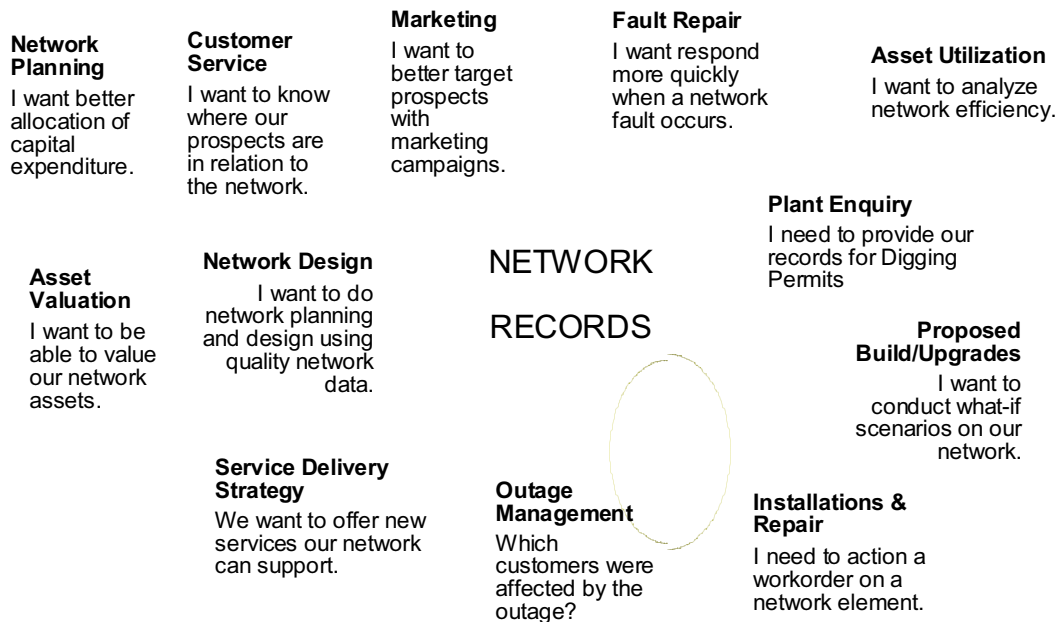 Network
Planning
I want better
allocation of
capital
expenditure.
Customer
Service
I want to know
where our
prospects are
in relation to
the network.
Marketing
I want to
better target
prospects
with
marketing
campaigns.
Fault Repair
I want respond
more quickly
when a network
fault occurs.
Asset Utilization
I want to analyze
network efficiency.
Plant Enquiry
I need to provide our
records for Digging
Permits
Asset
Valuation
I want to be
able to value
our network
assets.
Network Design
I want to do
network planning
and design using
quality network
data.
NETWORK
RECORDS
Proposed
Build/Upgrades
I want to
conduct what-if
scenarios on our
network.
Service Delivery
Strategy
We want to offer new
services our network
can support.
Outage
Management
Which
customers were
affected by the
outage?
Installations &
Repair
I need to action a
workorder on a
network element.